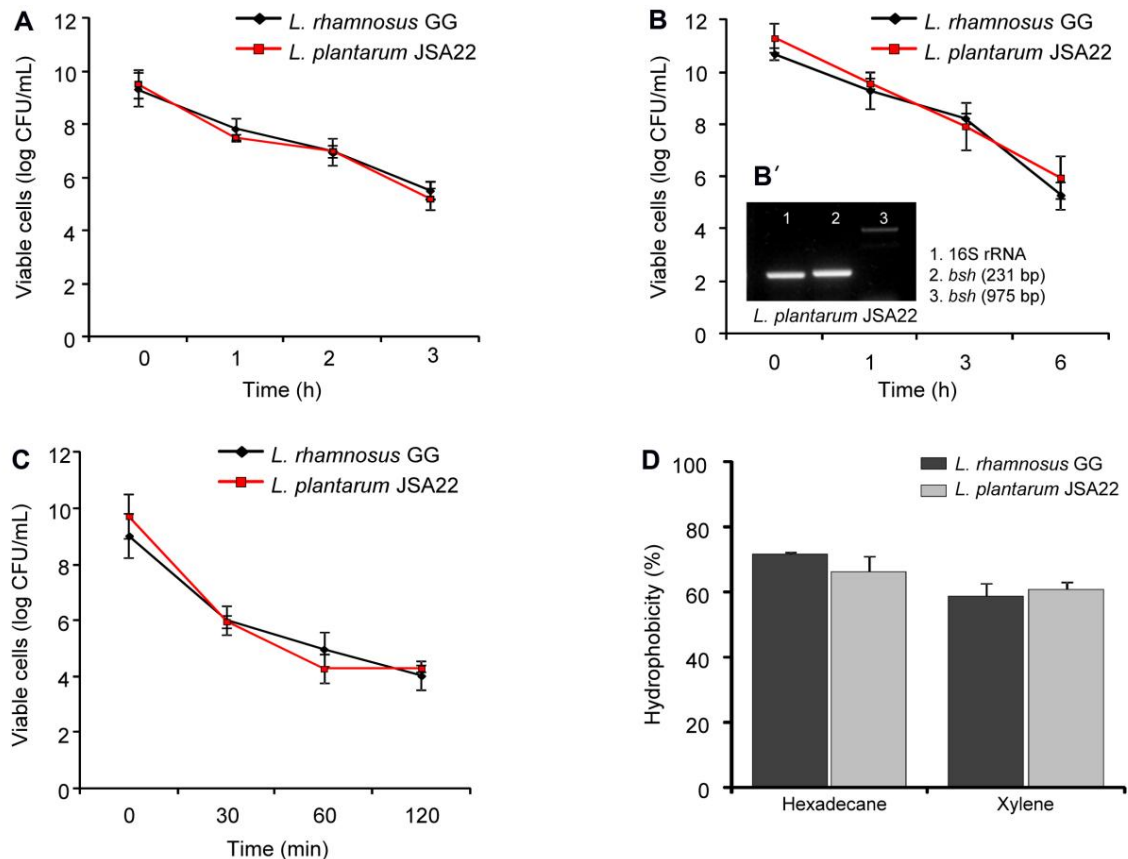 A
L. rhamnosus GG
L. plantarum JSA22
Viable cells (log CFU/mL)
12
10
8
6
4
2
0
0 1 2 3
Time (h)
B
L. rhamnosus GG
L. plantarum JSA22
Viable cells (log CFU/mL)
12
10
8
6
4
2
0
B′
1 2 3
1. 16S rRNA
2. bsh (231 bp)
3. bsh (975 bp)
L. plantarum JSA22
0 1 3 6
Time (h)
C
L. rhamnosus GG
L. plantarum JSA22
Viable cells (log CFU/mL)
12
10
8
6
4
2
0
0 30 60 120
Time (min)
D
L. rhamnosus GG
L. plantarum JSA22
Hydrophobicity (%)
100
80
60
40
20
0
Hexadecane Xylene